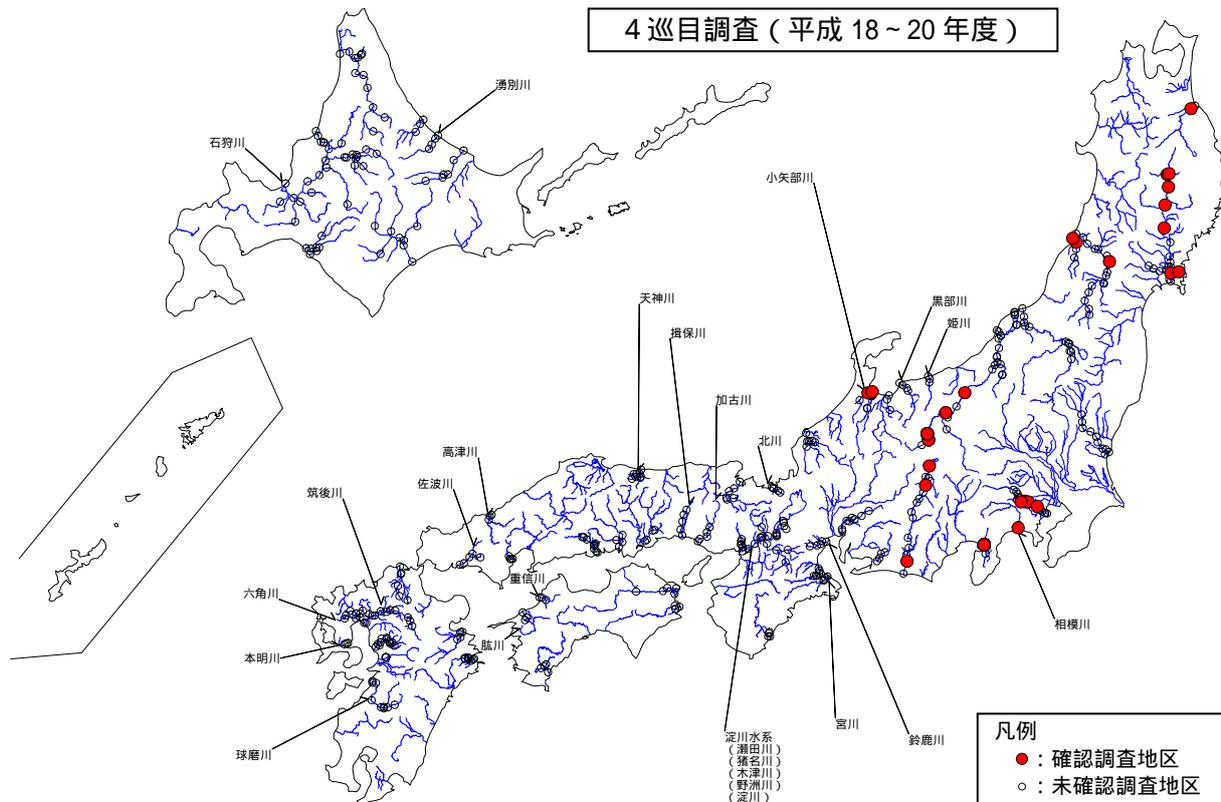 4巡目調査(平成18~20年度)
湧別川
石狩川
小矢部川
天神川
黒部川
揖保川
姫川
加古川
北川
高津川
佐波川
筑後川
重信川
六角川
肱川
本明川
相模川
球磨川
宮川
鈴鹿川
淀川水系
(瀬田川)
(猪名川)
(木津川)
(野洲川)
(淀川)
凡例
●:確認調査地区
○:未確認調査地区